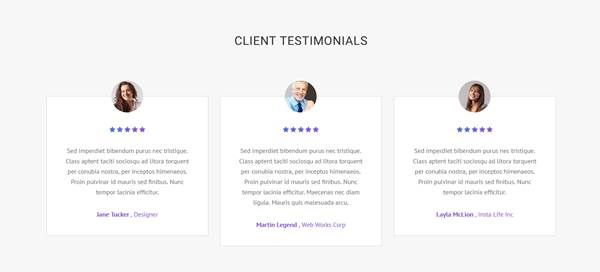 CLIENT TESTIMONIALS
Sed imperdiet bibendum purus nec tristique.
Class aptent taciti sociosqu ad litora torquent
per conubia nostra, per inceptos himenaeos.
Proin pulvinar id mauris sed finibus. Nunc
tempor lacinia efficitur.
Jane Tucker , Designer
Sed imperdiet bibendum purus nec tristique.
Class aptent taciti sociosqu ad litora torquent
per conubia nostra, per inceptos himenaeos.
Proin pulvinar id mauris sed finibus. Nunc
tempor lacinia efficitur. Maecenas nec diam
ligula. Mauris quis malesuada arcu.
Martin Legend , Web Works Corp
Sed imperdiet bibendum purus nec tristique.
Class aptent taciti sociosqu ad litora torquent
per conubia nostra, per inceptos himenaeos.
Proin pulvinar id mauris sed finibus. Nunc
tempor lacinia efficitur.
Layla McLion , Insta Life Inc